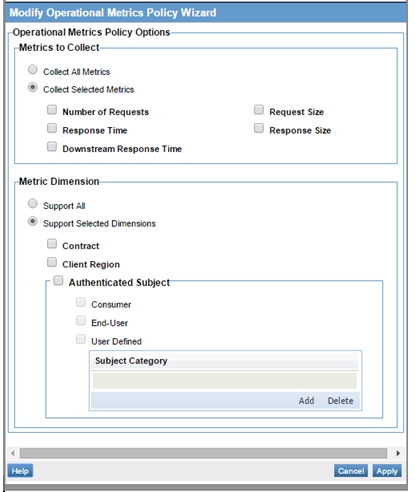 Modify Operational Metrics Policy Wizard
Operational Metrics Policy Options
Metrics to Collect
Collect All Metrics
Collect Selected Metrics
Number of Requests
Request Size
Response Time
Response Size
Downstream Response Time
Metric Dimension
Support All
Support Selected Dimensions
Contract
Client Region
Authenticated Subject
Consumer
End-User
User Defined
Subject Category
Add Delete
Help Cancel Apply